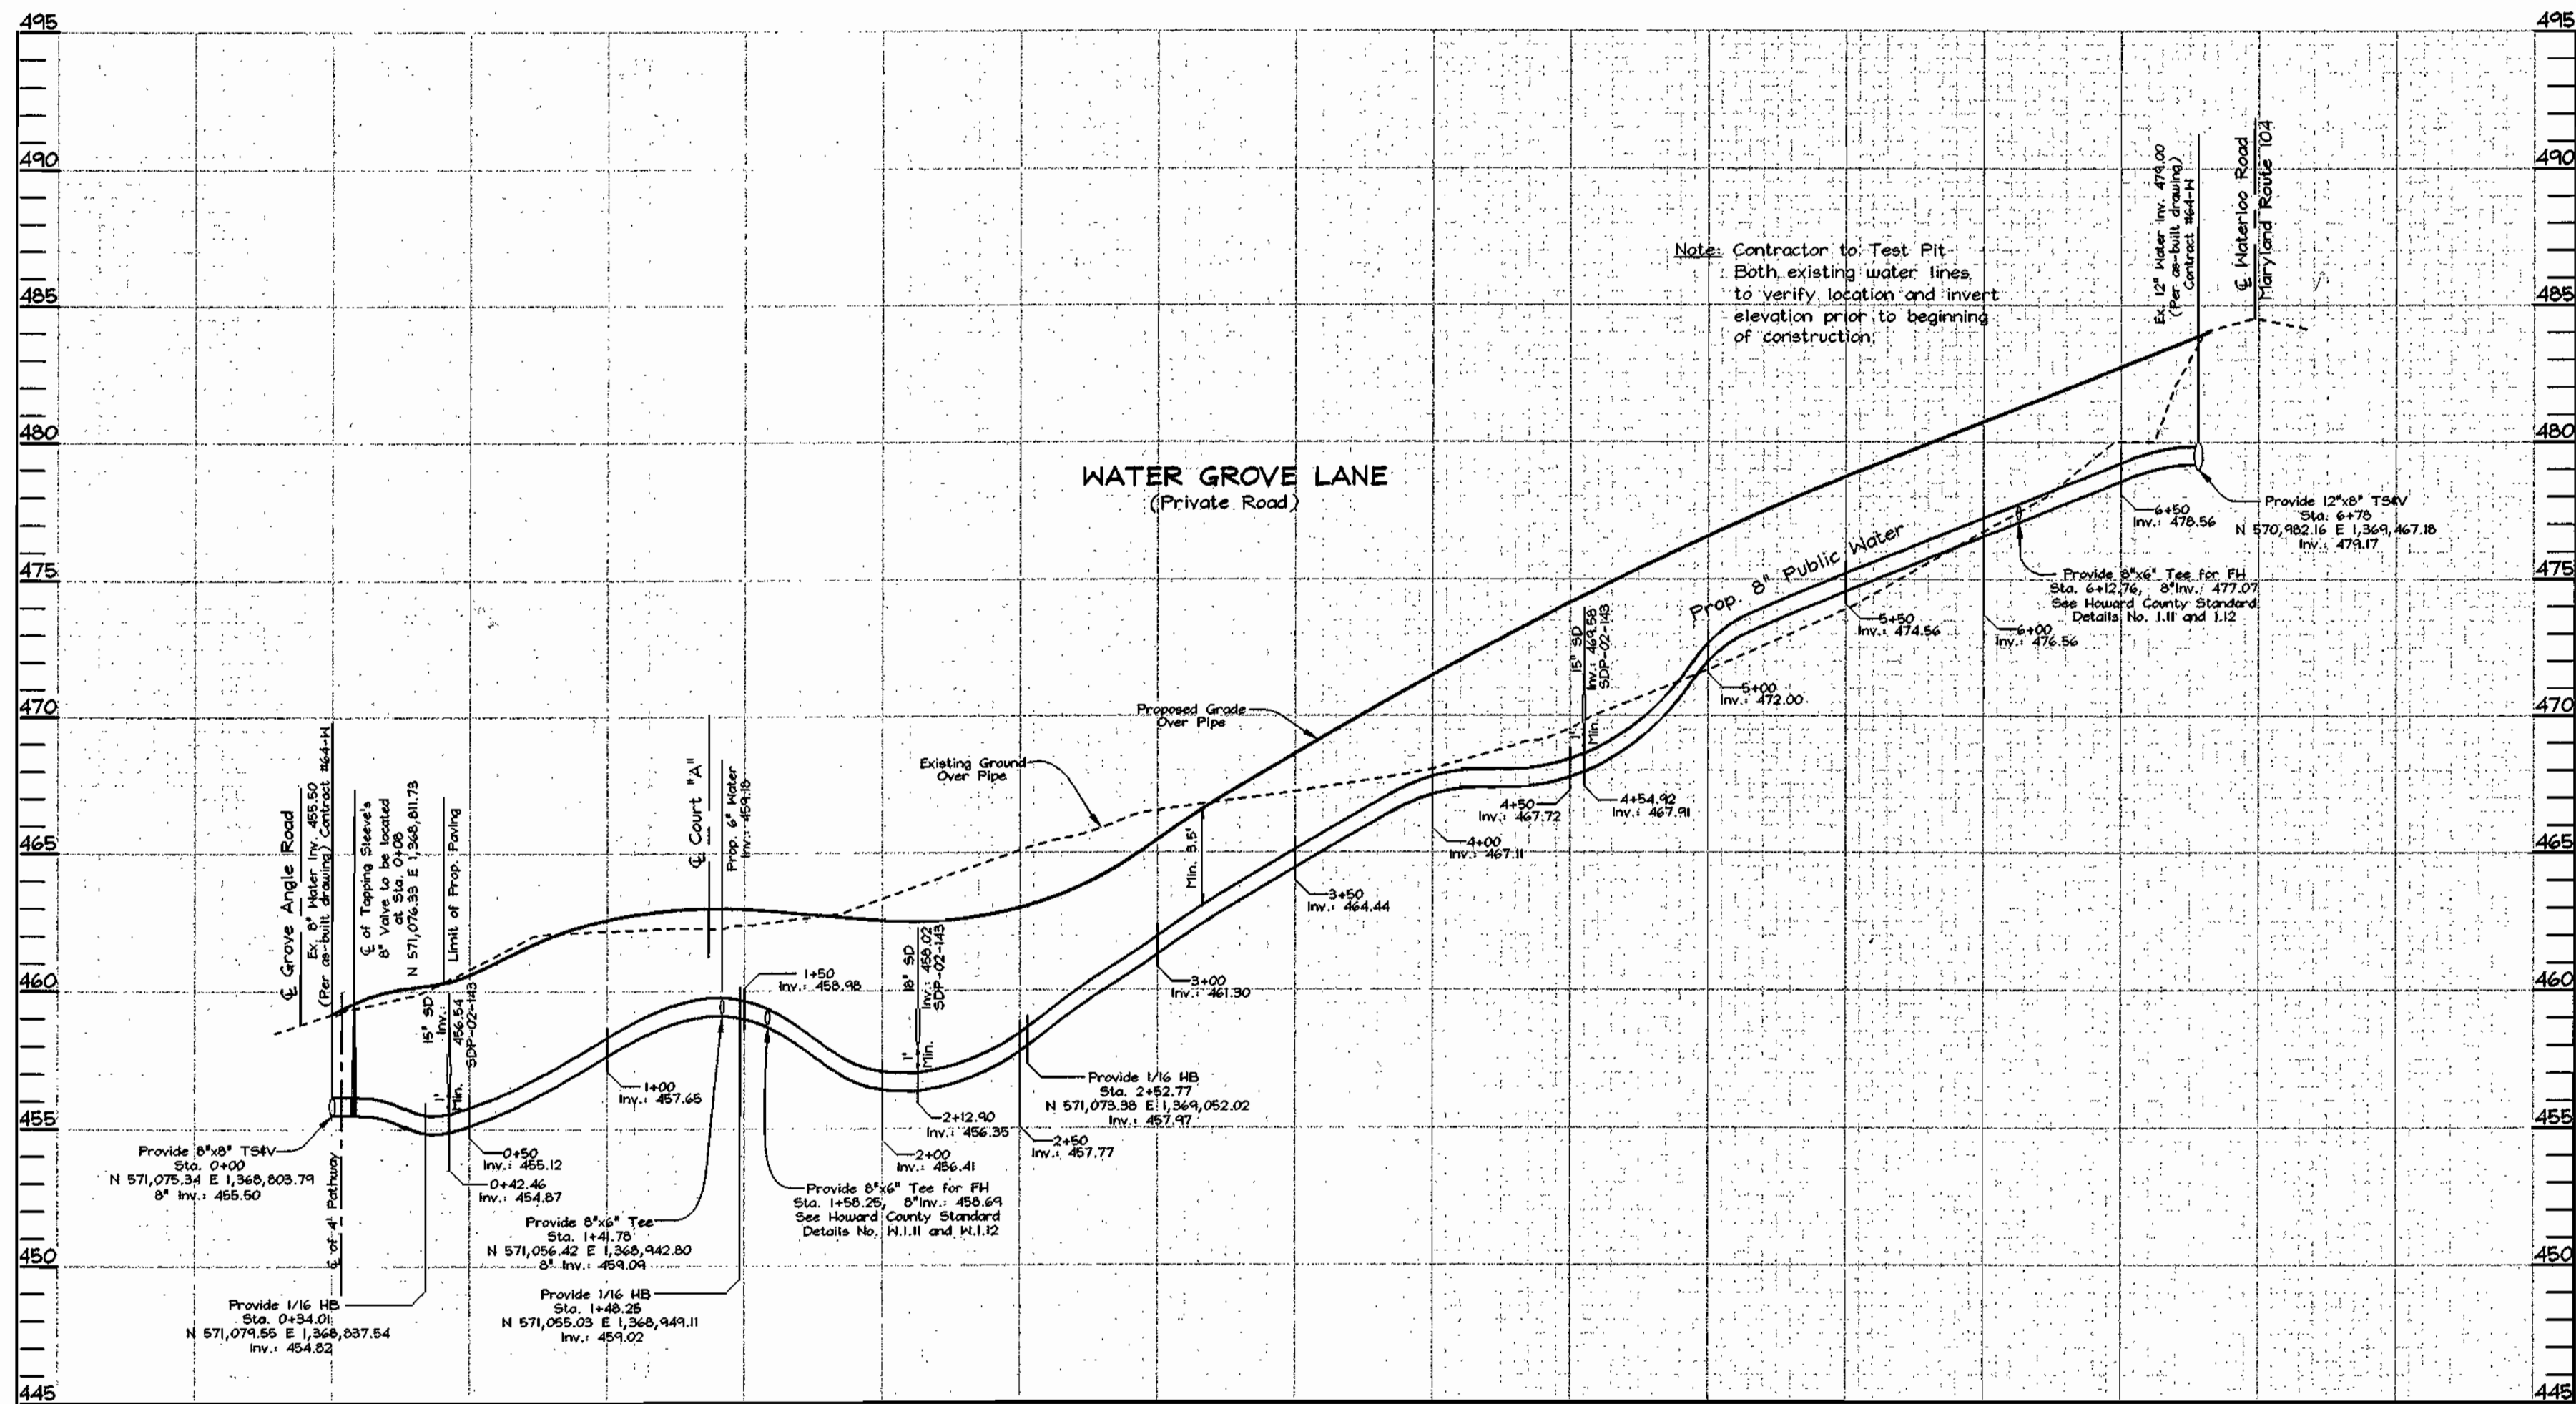 495
490
485
480
475
470
465
460
455
450
445
495
490
485
480
475
470
465
460
455
450
445
WATER GROVE LANE
(Private Road)
Note: Contractor to Test Pit
Both existing water lines
to verify location and invert
elevation prior to beginning
of construction.
℄ Grove Angle Road
Ex. 8" Water Inv. 455.50
(Per as-built drawing) Contract #64-W
℄ of Tapping Sleeve's
8" Valve to be located
at Sta. 0+08
N 571,076.33 E 1,368,811.73
Limit of Prop. Paving
15" SD
Inv.:
456.54
SDP-02-143
1'
Min.
Provide 8"x8" TS&V
Sta. 0+00
N 571,075.34 E 1,368,803.79
8" Inv.: 455.50
℄ of 4' Pathway
Provide 1/16 HB
Sta. 0+34.01
N 571,079.55 E 1,368,837.54
Inv.: 454.82
0+50
Inv.: 455.12
0+42.46
Inv.: 454.87
1+00
Inv.: 457.65
℄ Court "A"
Prop. 6" Water
Inv.: 459.18
Provide 8"x6" Tee
Sta. 1+41.78
N 571,056.42 E 1,368,942.80
8" Inv.: 459.09
Provide 1/16 HB
Sta. 1+48.25
N 571,055.03 E 1,368,949.11
Inv.: 459.02
1+50
Inv.: 458.98
Provide 8"x6" Tee for FH
Sta. 1+58.25, 8"Inv.: 458.69
See Howard County Standard
Details No. W.1.11 and W.1.12
18" SD
Inv.: 458.02
SDP-02-143
1'
Min.
2+00
Inv.: 456.41
2+12.90
Inv.: 456.35
Provide 1/16 HB
Sta. 2+52.77
N 571,073.38 E 1,369,052.02
Inv.: 457.97
2+50
Inv.: 457.77
Existing Ground
Over Pipe
Proposed Grade
Over Pipe
Min. 3.5'
3+00
Inv.: 461.30
3+50
Inv.: 464.44
4+00
Inv.: 467.11
4+50
Inv.: 467.72
4+54.92
Inv.: 467.91
15" SD
Inv.: 469.58
SDP-02-143
1'
Min.
Prop. 8" Public Water
5+00
Inv.: 472.00
5+50
Inv.: 474.56
6+00
Inv.: 476.56
Provide 8"x6" Tee for FH
Sta. 6+12.76, 8"Inv.: 477.07
See Howard County Standard
Details No. 1.11 and 1.12
6+50
Inv.: 478.56
Provide 12"x8" TS&V
Sta. 6+78
N 570,982.16 E 1,369,467.18
Inv.: 479.17
Ex. 12" Water Inv. 479.00
(Per as-built drawing)
Contract #64-W
℄ Waterloo Road
Maryland Route 104